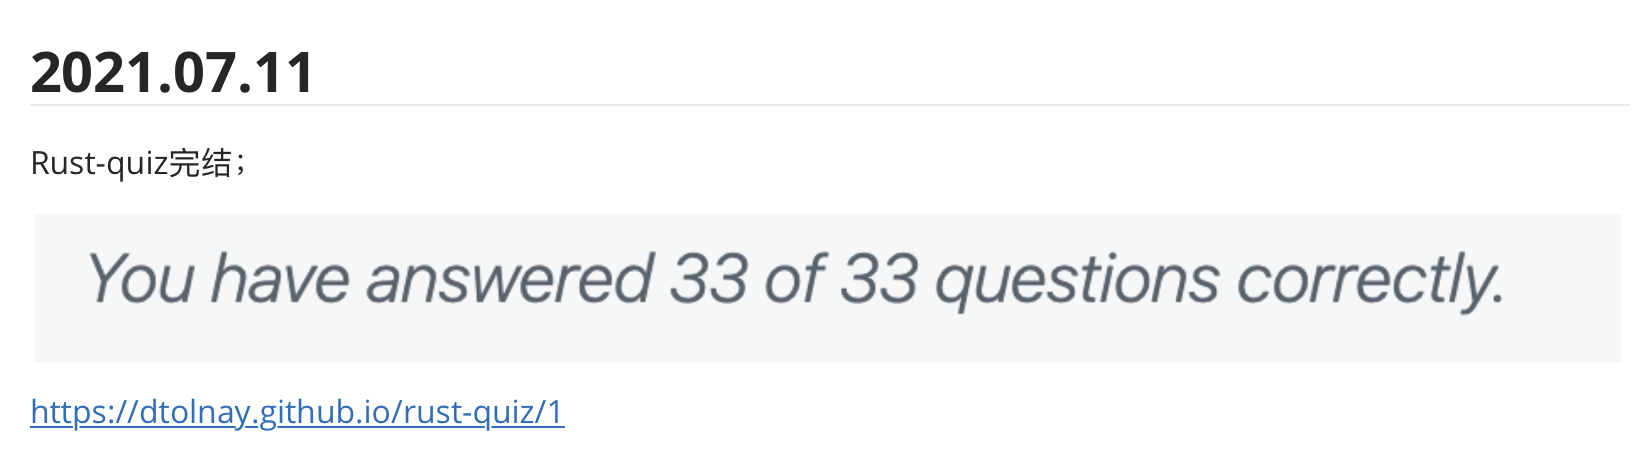 2021.07.11
Rust-quiz完结；
You have answered 33 of 33 questions correctly.
https://dtolnay.github.io/rust-quiz/1